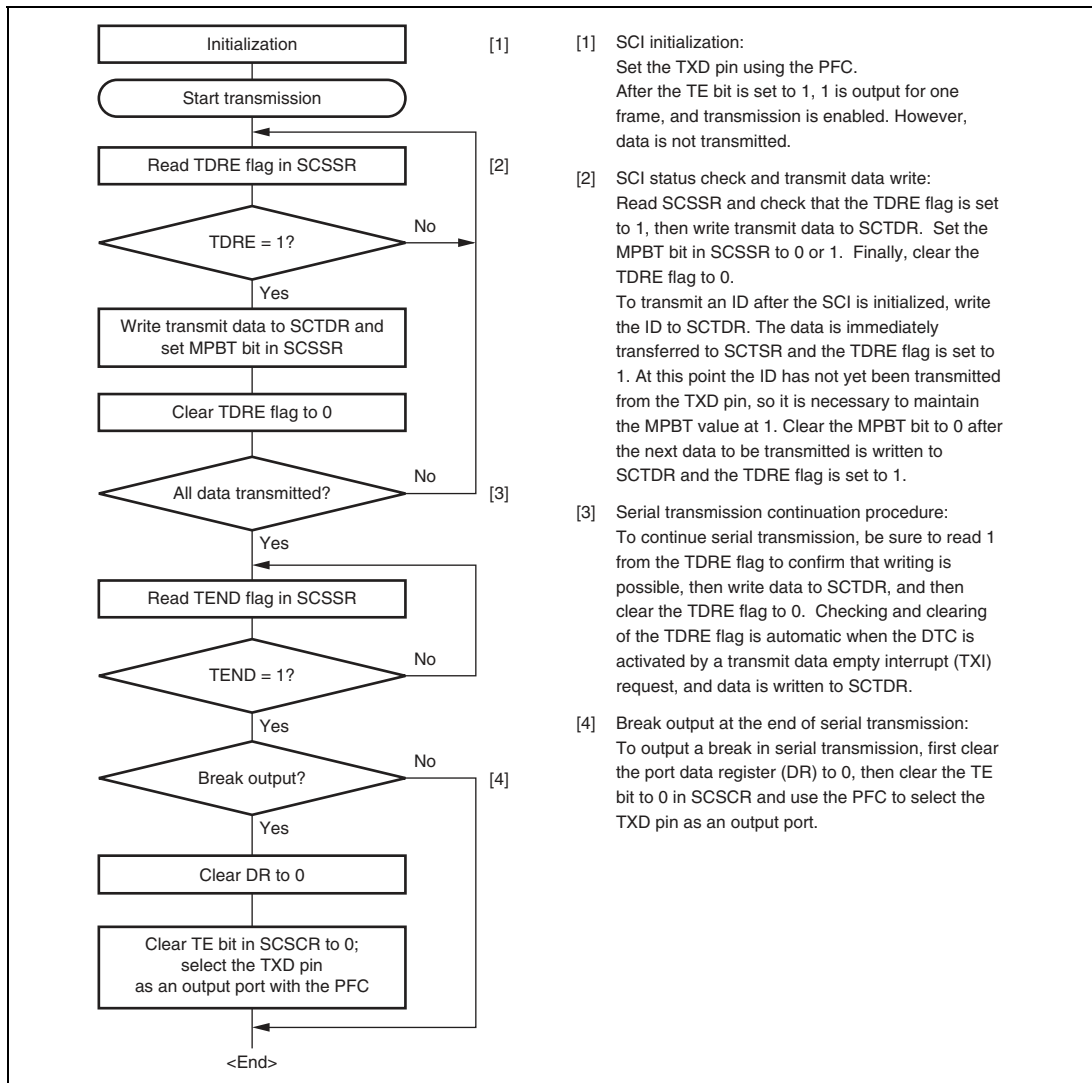 Initialization
[1]
Start transmission
Read TDRE flag in SCSSR
[2]
TDRE = 1?
No
Yes
Write transmit data to SCTDR and
set MPBT bit in SCSSR
Clear TDRE flag to 0
All data transmitted?
No
[3]
Yes
Read TEND flag in SCSSR
TEND = 1?
No
Yes
Break output?
No
[4]
Yes
Clear DR to 0
Clear TE bit in SCSCR to 0;
select the TXD pin
as an output port with the PFC
<End>
[1] SCI initialization:
Set the TXD pin using the PFC.
After the TE bit is set to 1, 1 is output for one
frame, and transmission is enabled. However,
data is not transmitted.
[2] SCI status check and transmit data write:
Read SCSSR and check that the TDRE flag is set
to 1, then write transmit data to SCTDR. Set the
MPBT bit in SCSSR to 0 or 1. Finally, clear the
TDRE flag to 0.
To transmit an ID after the SCI is initialized, write
the ID to SCTDR. The data is immediately
transferred to SCTSR and the TDRE flag is set to
1. At this point the ID has not yet been transmitted
from the TXD pin, so it is necessary to maintain
the MPBT value at 1. Clear the MPBT bit to 0 after
the next data to be transmitted is written to
SCTDR and the TDRE flag is set to 1.
[3] Serial transmission continuation procedure:
To continue serial transmission, be sure to read 1
from the TDRE flag to confirm that writing is
possible, then write data to SCTDR, and then
clear the TDRE flag to 0. Checking and clearing
of the TDRE flag is automatic when the DTC is
activated by a transmit data empty interrupt (TXI)
request, and data is written to SCTDR.
[4] Break output at the end of serial transmission:
To output a break in serial transmission, first clear
the port data register (DR) to 0, then clear the TE
bit to 0 in SCSCR and use the PFC to select the
TXD pin as an output port.